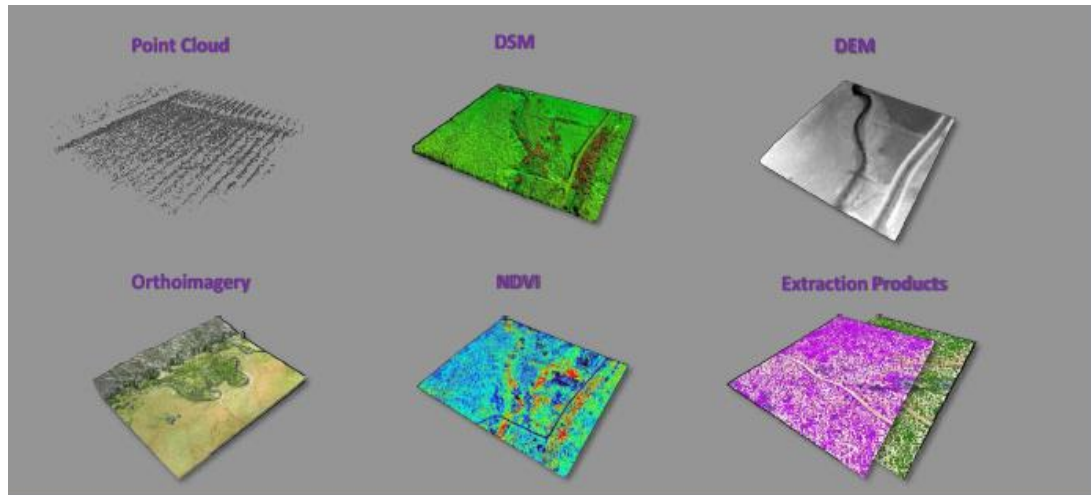 Point Cloud
DSM
DEM
Orthoimagery
NDVI
Extraction Products